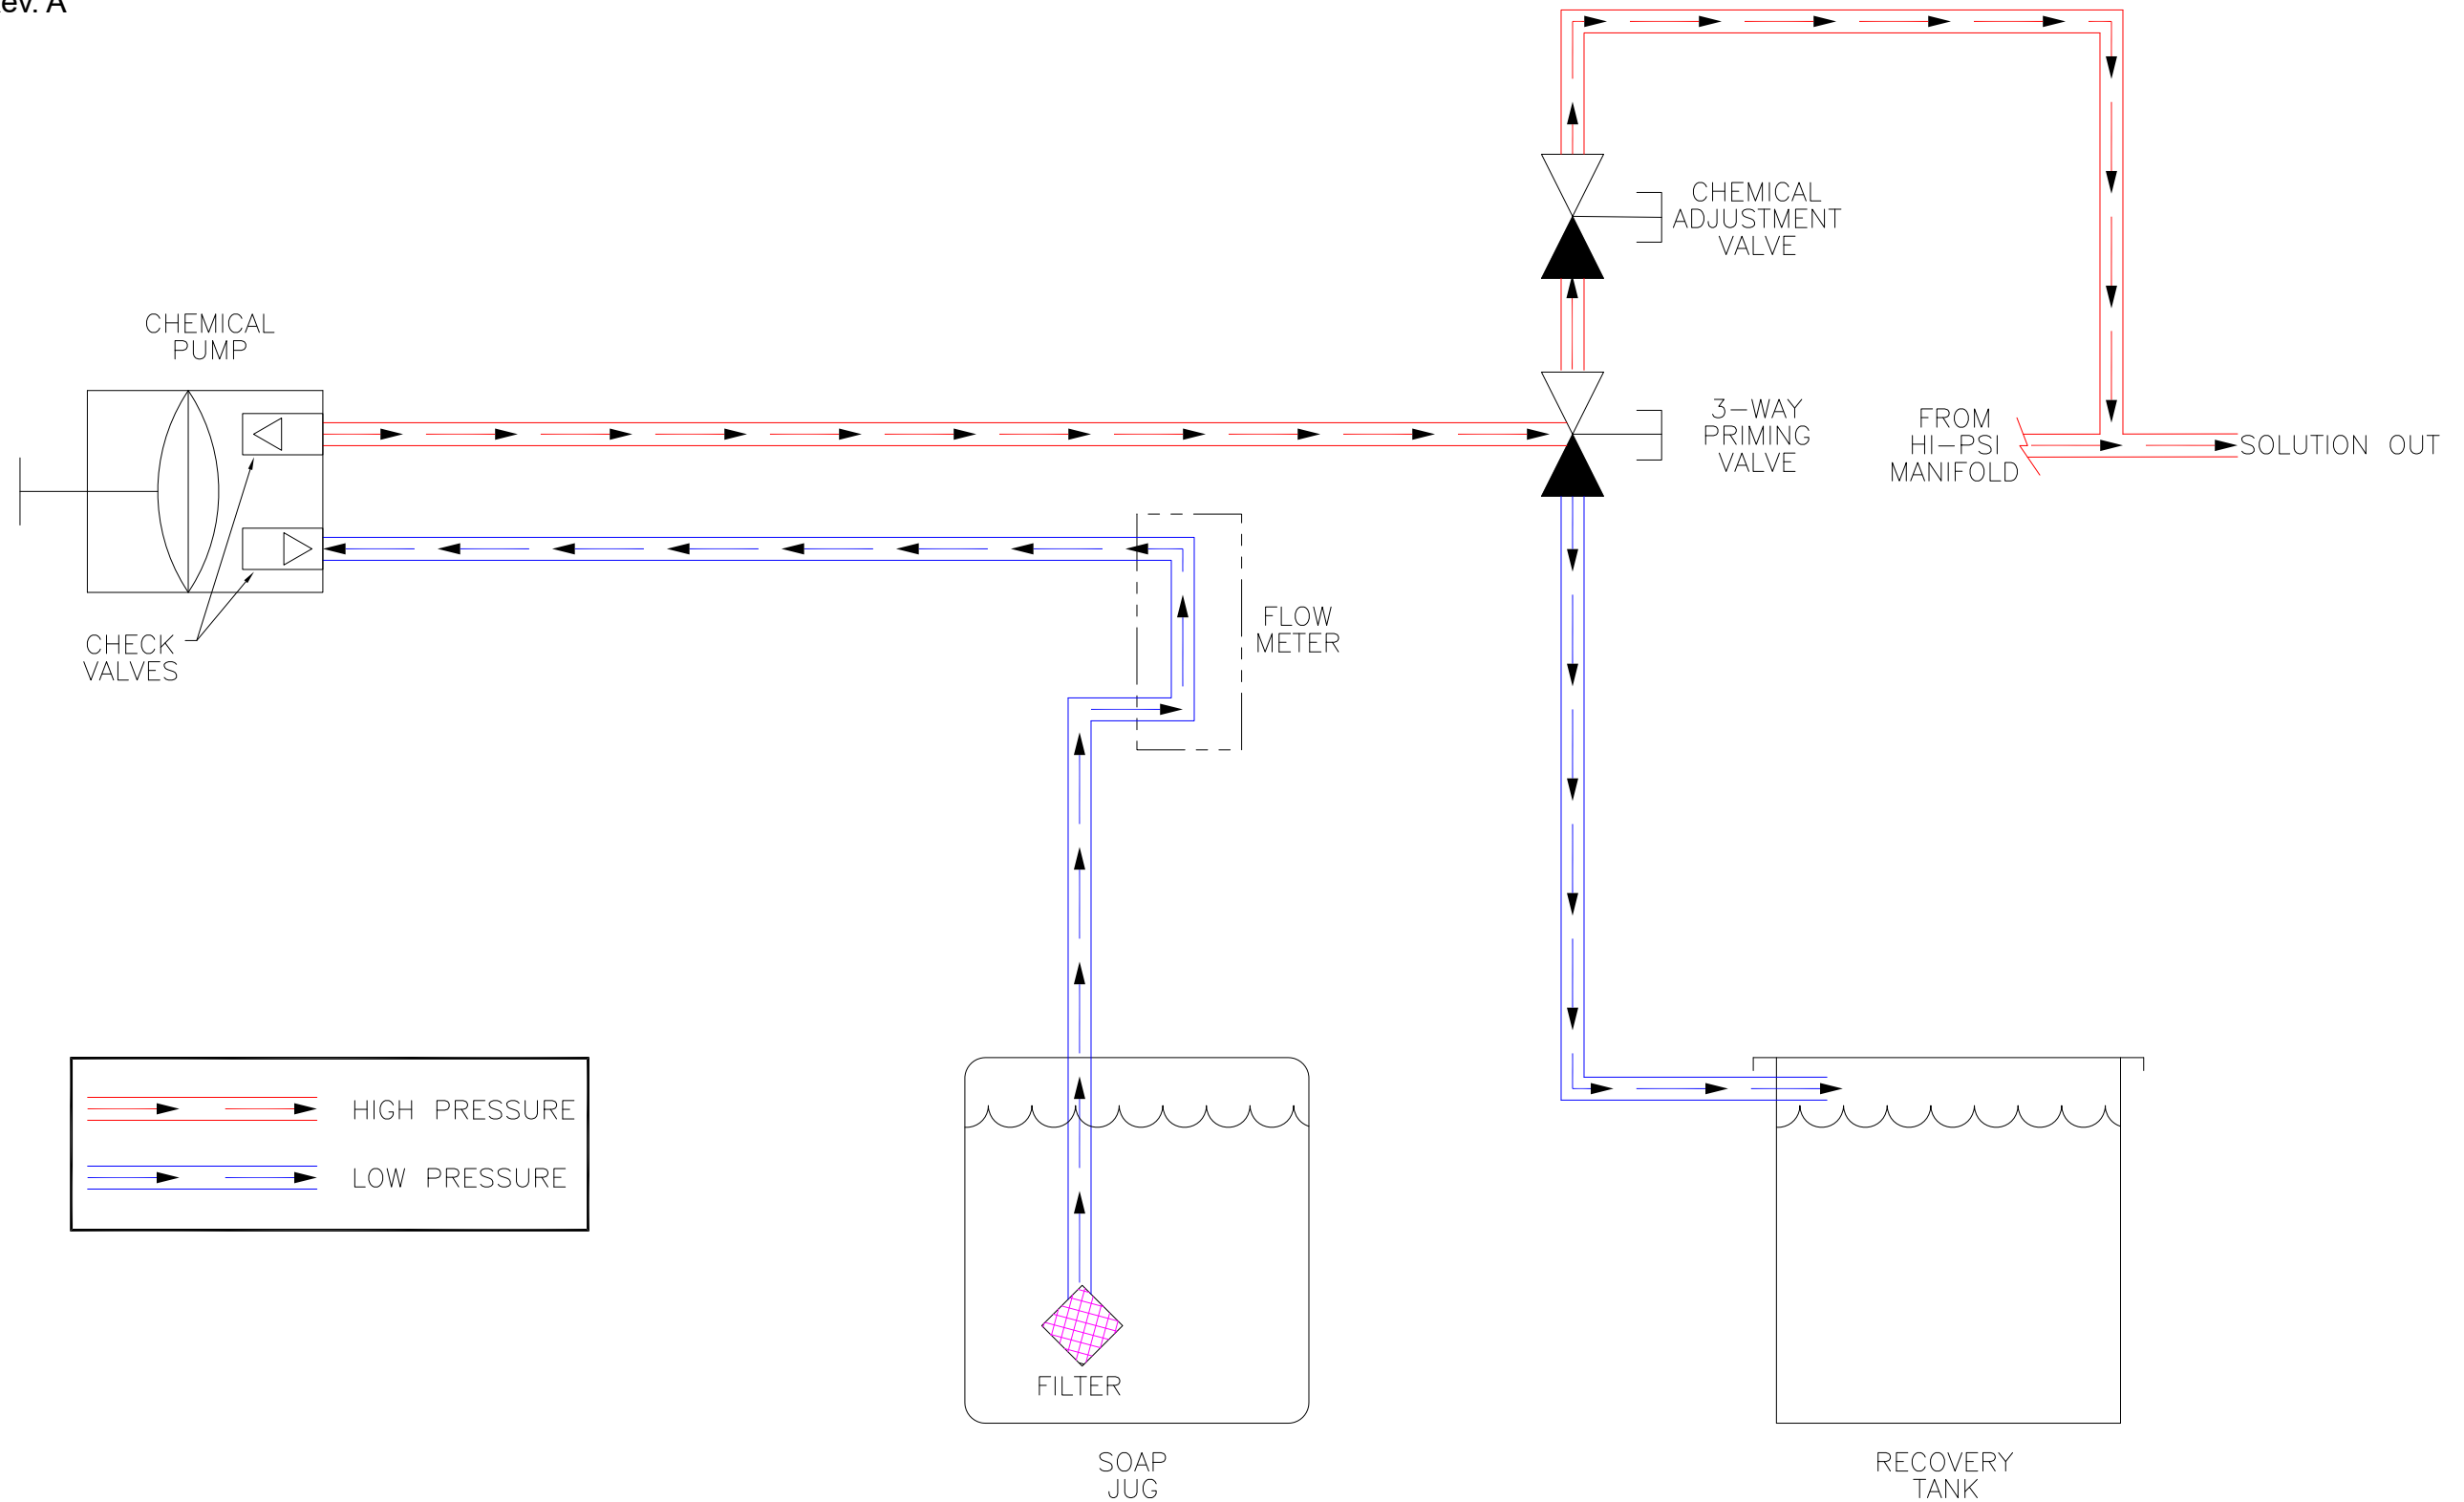 ev. A
CHEMICAL
ADJUSTMENT
VALVE
CHEMICAL
PUMP
3-WAY
PRIMING
VALVE
FROM
HI-PSI
MANIFOLD
SOLUTION OUT
FLOW
METER
CHECK
VALVES
HIGH PRESSURE
LOW PRESSURE
FILTER
SOAP
JUG
RECOVERY
TANK